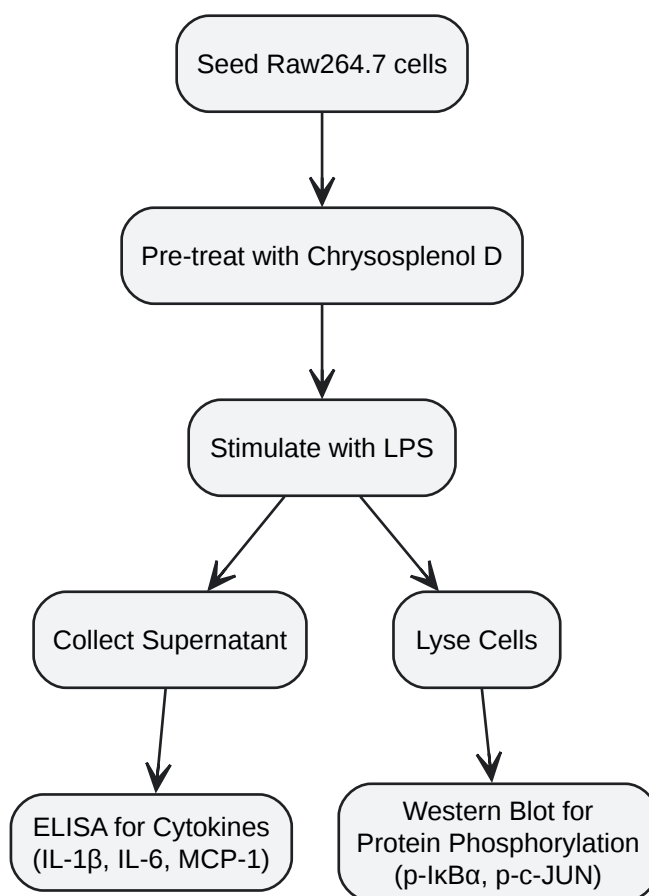 Seed Raw264.7 cells
Pre-treat with Chrysosplenol D
Stimulate with LPS
Collect Supernatant
Lyse Cells
ELISA for Cytokines
(IL-1β, IL-6, MCP-1)
Western Blot for
Protein Phosphorylation
(p-IκBα, p-c-JUN)